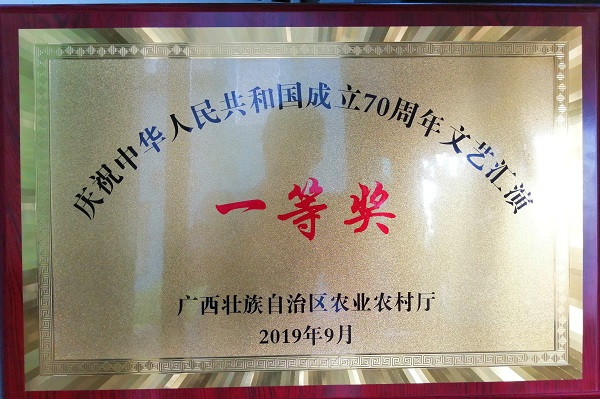 庆祝中华人民共和国成立70周年文艺汇演
一等奖
广西壮族自治区农业农村厅
2019年9月